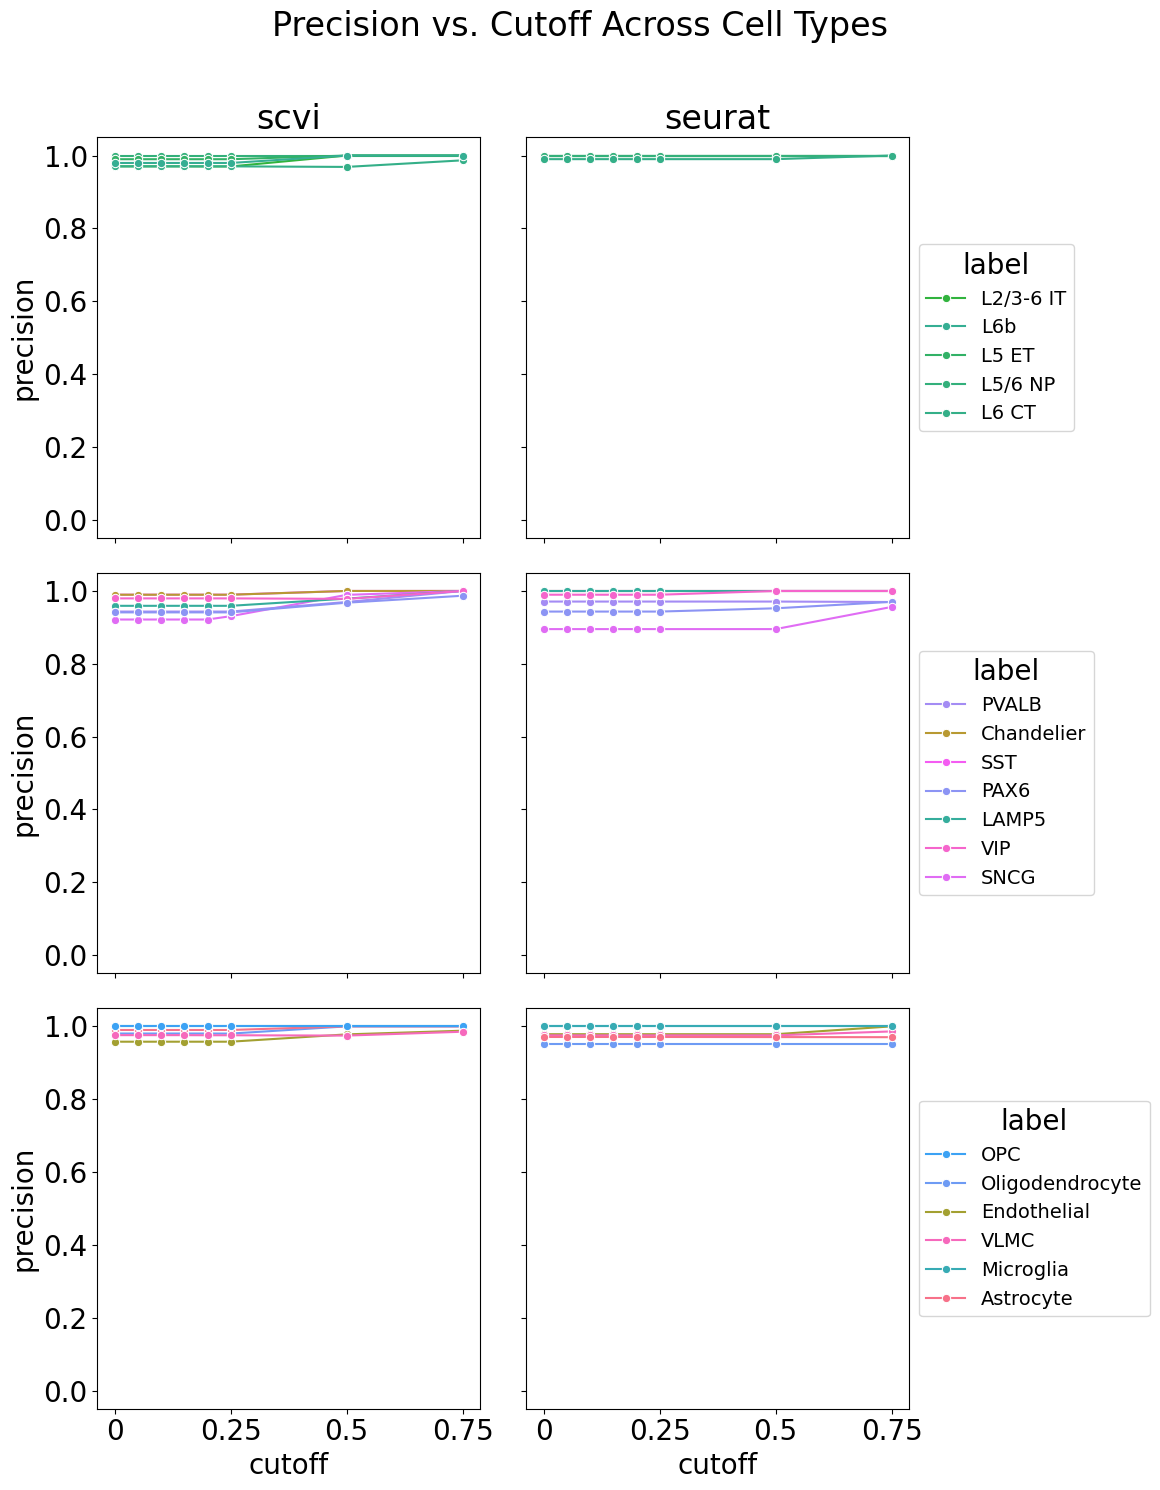 Precision vs. Cutoff Across Cell Types
scvi
seurat
precision
1.0
0.8
0.6
0.4
0.2
0.0
label
L2/3-6 IT
L6b
L5 ET
L5/6 NP
L6 CT
precision
1.0
0.8
0.6
0.4
0.2
0.0
label
PVALB
Chandelier
SST
PAX6
LAMP5
VIP
SNCG
precision
1.0
0.8
0.6
0.4
0.2
0.0
label
OPC
Oligodendrocyte
Endothelial
VLMC
Microglia
Astrocyte
0 0.25 0.5 0.75
0 0.25 0.5 0.75
cutoff
cutoff